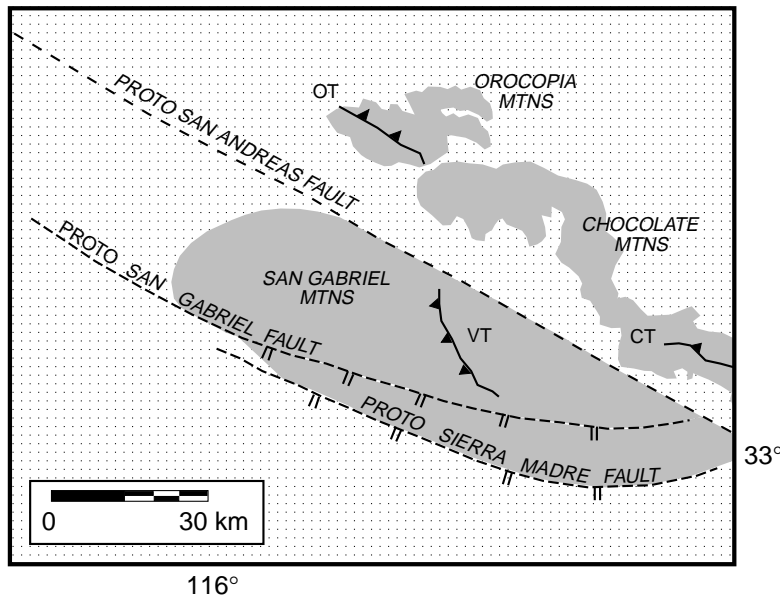 OROCOPIA
MTNS
OT
PROTO SAN ANDREAS FAULT
CHOCOLATE
MTNS
PROTO SAN GABRIEL FAULT
SAN GABRIEL
MTNS
VT
CT
PROTO SIERRA MADRE FAULT
33°
0 30 km
116°